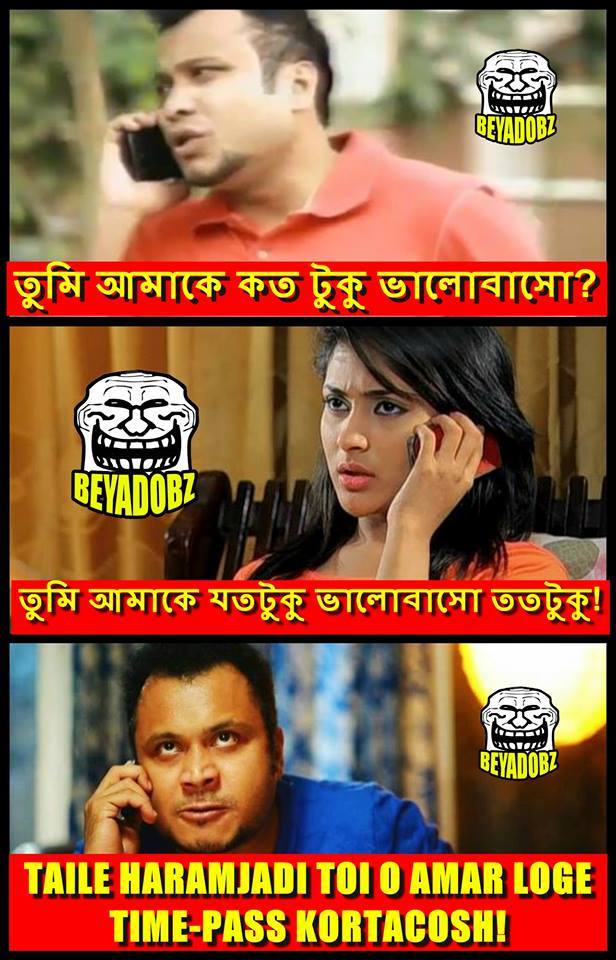 BEYADOBZ
তুমি আমাকে কত টুকু ভালোবাসো?
BEYADOBZ
তুমি আমাকে যতটুকু ভালোবাসো ততটুকু!
BEYADOBZ
TAILE HARAMJADI TOI O AMAR LOGE
TIME-PASS KORTACOSH!